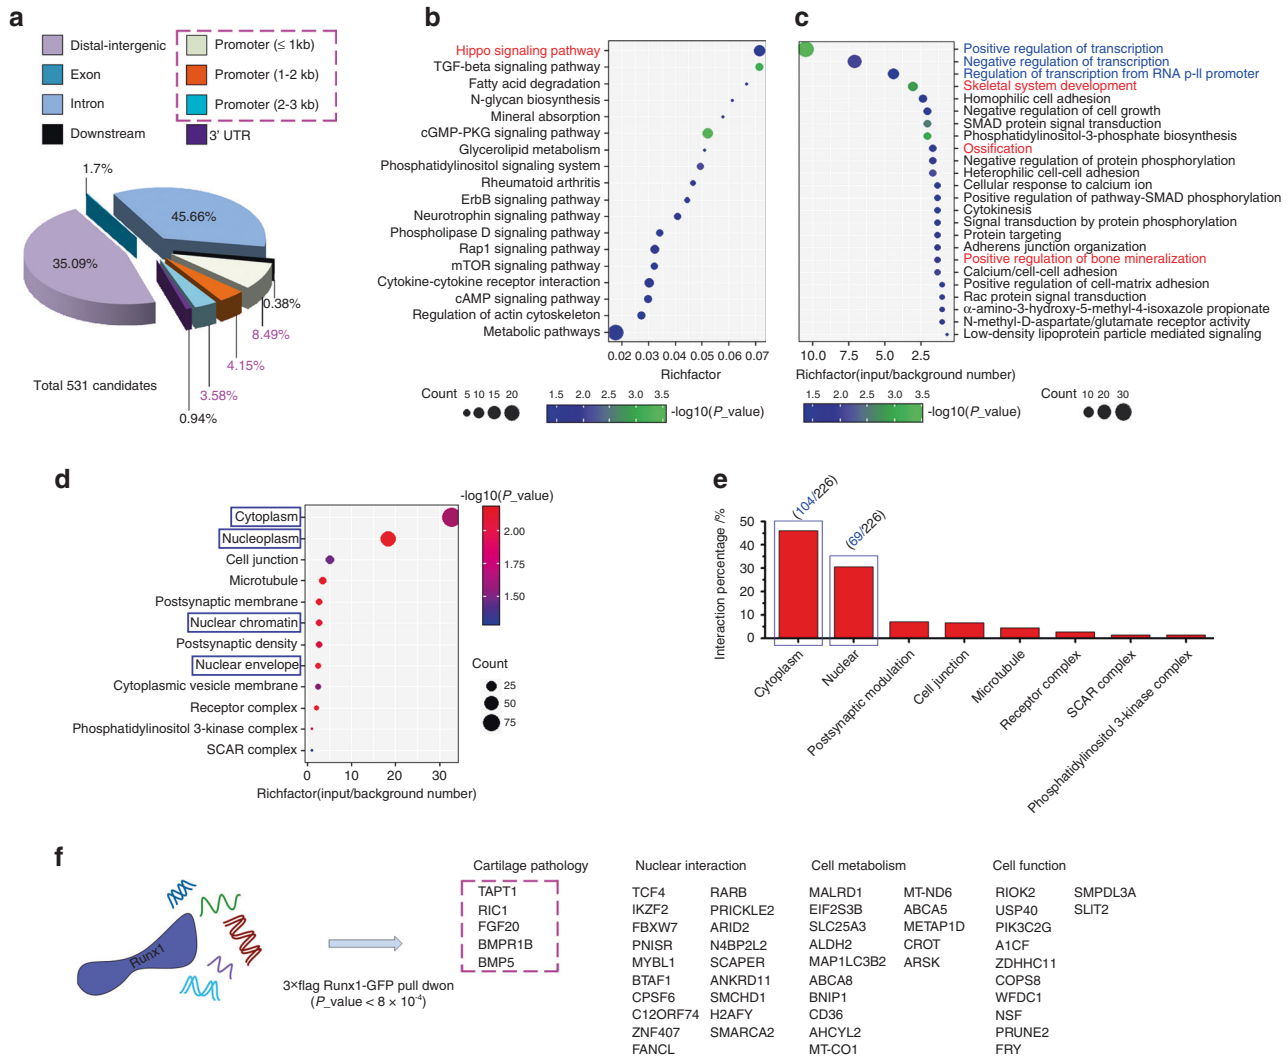 a
Distal-intergenic
Exon
Intron
Downstream
Promoter (≤ 1kb)
Promoter (1-2 kb)
Promoter (2-3 kb)
3' UTR
1.7%
45.66%
35.09%
0.38%
8.49%
4.15%
3.58%
0.94%
Total 531 candidates
b
Hippo signaling pathway
TGF-beta signaling pathway
Fatty acid degradation
N-glycan biosynthesis
Mineral absorption
cGMP-PKG signaling pathway
Glycerolipid metabolism
Phosphatidylinositol signaling system
Rheumatoid arthritis
ErbB signaling pathway
Neurotrophin signaling pathway
Phospholipase D signaling pathway
Rap1 signaling pathway
mTOR signaling pathway
Cytokine-cytokine receptor interaction
cAMP signaling pathway
Regulation of actin cytoskeleton
Metabolic pathways
0.02 0.03 0.04 0.05 0.06 0.07
Richfactor
Count
5 10 15 20
1.5 2.0 2.5 3.0 3.5
-log10(P_value)
c
Positive regulation of transcription
Negative regulation of transcription
Regulation of transcription from RNA p-II promoter
Skeletal system development
Homophilic cell adhesion
Negative regulation of cell growth
SMAD protein signal transduction
Phosphatidylinositol-3-phosphate biosynthesis
Ossification
Negative regulation of protein phosphorylation
Heterophilic cell-cell adhesion
Cellular response to calcium ion
Positive regulation of pathway-SMAD phosphorylation
Cytokinesis
Signal transduction by protein phosphorylation
Protein targeting
Adherens junction organization
Positive regulation of bone mineralization
Calcium/cell-cell adhesion
Positive regulation of cell-matrix adhesion
Rac protein signal transduction
α-amino-3-hydroxy-5-methyl-4-isoxazole propionate
N-methyl-D-aspartate/glutamate receptor activity
Low-density lipoprotein particle mediated signaling
10.0 7.5 5.0 2.5
Richfactor(input/background number)
1.5 2.0 2.5 3.0 3.5
-log10(P_value)
Count
10 20 30
d
Cytoplasm
Nucleoplasm
Cell junction
Microtubule
Postsynaptic membrane
Nuclear chromatin
Postsynaptic density
Nuclear envelope
Cytoplasmic vesicle membrane
Receptor complex
Phosphatidylinositol 3-kinase complex
SCAR complex
0 10 20 30
Richfactor(input/background number)
-log10(P_value)
2.00
1.75
1.50
Count
25
50
75
e
Interaction percentage /%
50
40
30
20
10
0
(104/226)
(69/226)
Cytoplasm
Nuclear
Postsynaptic modulation
Cell junction
Microtubule
Receptor complex
SCAR complex
Phosphatidylinositol 3-kinase complex
f
Runx1
3×flag Runx1-GFP pull dwon
(P_value < 8 × 10⁻⁴)
Cartilage pathology
TAPT1
RIC1
FGF20
BMPR1B
BMP5
Nuclear interaction
TCF4 RARB
IKZF2 PRICKLE2
FBXW7 ARID2
PNISR N4BP2L2
MYBL1 SCAPER
BTAF1 ANKRD11
CPSF6 SMCHD1
C12ORF74 H2AFY
ZNF407 SMARCA2
FANCL
Cell metabolism
MALRD1 MT-ND6
EIF2S3B ABCA5
SLC25A3 METAP1D
ALDH2 CROT
MAP1LC3B2 ARSK
ABCA8
BNIP1
CD36
AHCYL2
MT-CO1
Cell function
RIOK2 SMPDL3A
USP40 SLIT2
PIK3C2G
A1CF
ZDHHC11
COPS8
WFDC1
NSF
PRUNE2
FRY